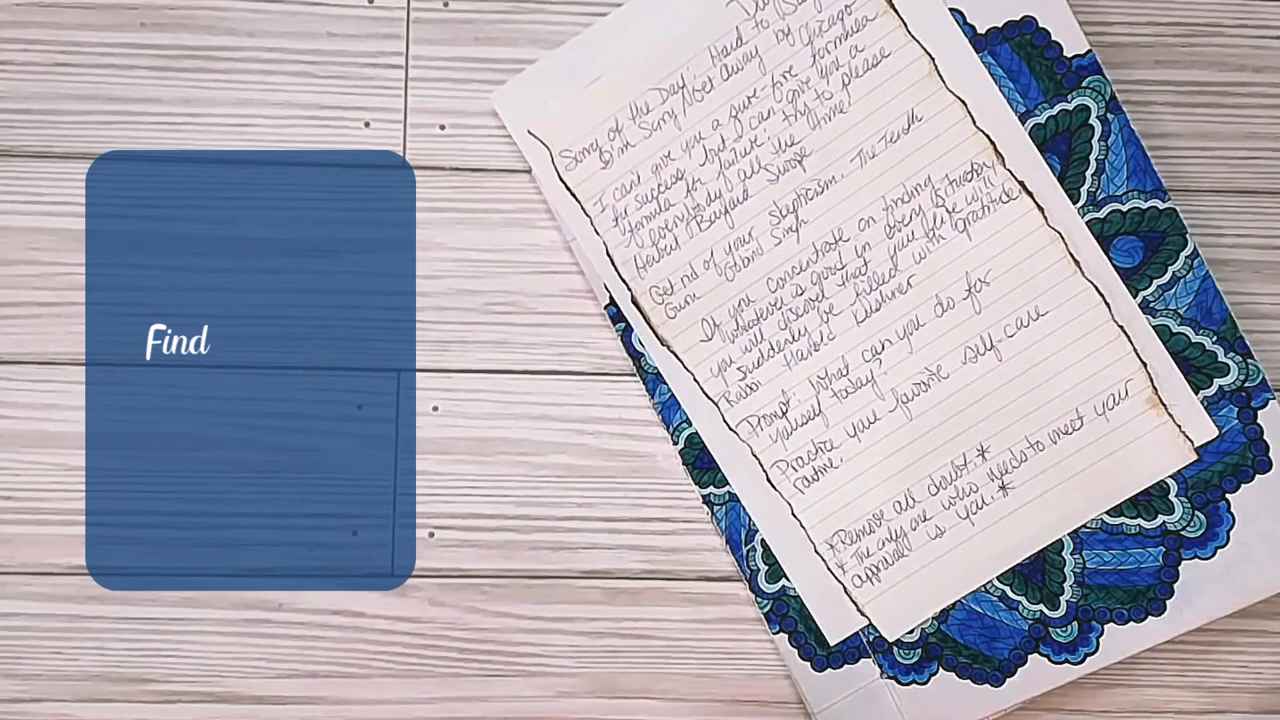 Find
Song of the Day: Hard to Say
I'm Sorry / Get Away by Chicago
I can't give you a sure-fire formula
for success, but I can give you a
formula for failure: try to please
everybody all the time.
Herbert Bayard Swope
Get rid of your skepticism. The Tenth
Guru Gobind Singh
If you concentrate on finding
whatever is good in every situation,
you will discover that your life will
suddenly be filled with gratitude.
Rabbi Harold Kushner
Prompt: What can you do for
yourself today?
Practice your favorite self-care
routine.
*Remove all doubt.*
*The only one who needs to meet your
approval is you.*